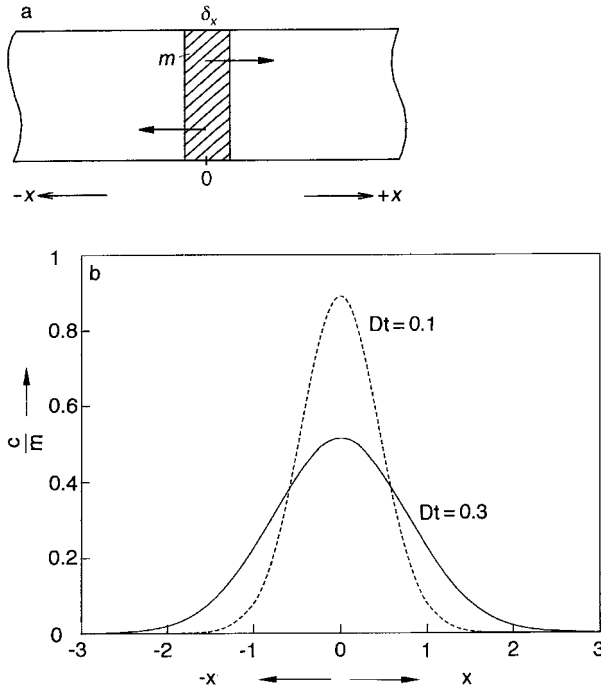 a
δx
m
0
-x
+x
b
1
0.8
0.6
0.4
0.2
0
c
m
Dt = 0.1
Dt = 0.3
-3 -2 -1 0 1 2 3
-x x